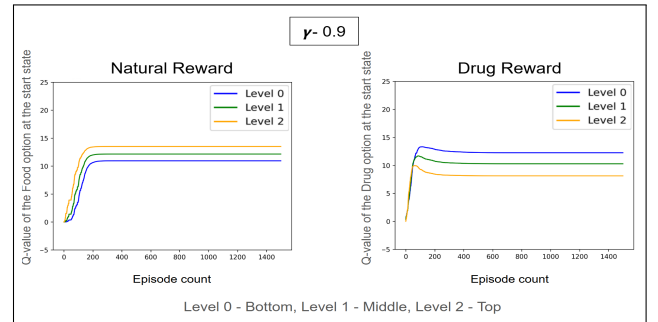 γ- 0.9
Natural Reward
Q-value of the Food option at the start state
25
20
15
10
5
0
−5
Level 0
Level 1
Level 2
0 200 400 600 800 1000 1200 1400
Episode count
Drug Reward
Q-value of the Drug option at the start state
25
20
15
10
5
0
−5
Level 0
Level 1
Level 2
0 200 400 600 800 1000 1200 1400
Episode count
Level 0 - Bottom, Level 1 - Middle, Level 2 - Top